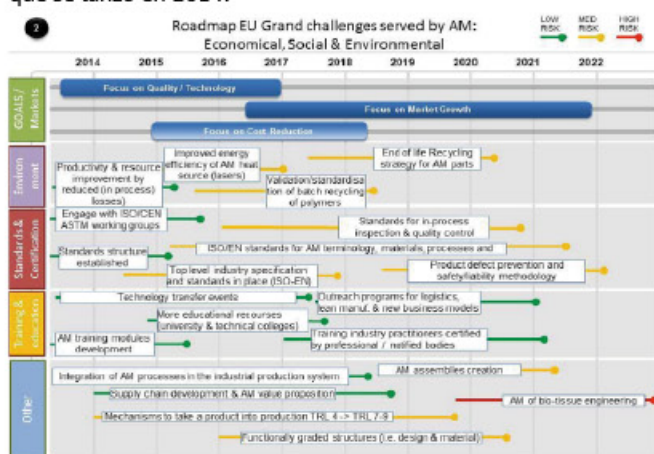 que se lanzó en 2014.
2
Roadmap EU Grand challenges served by AM:
Economical, Social & Environmental
LOW RISK
MED RISK
HIGH RISK
2014 2015 2016 2017 2018 2019 2020 2021 2022
GOALS / Markets
Focus on Quality / Technology
Focus on Market Growth
Focus on Cost Reduction
Environment
Productivity & resource
improvement by
reduced (in process)
losses)
Improved energy
efficiency of AM heat
source (lasers)
Validation/standardisa
tion of batch recycling
of polymers
End of life Recycling
strategy for AM parts
Standards & Certification
Engage with ISO/CEN
ASTM working groups
Standards structure
established
Top level industry specification
and standards in place (ISO-EN)
ISO/EN standards for AM terminology, materials, processes and
Standards for in-process
inspection & quality control
Product defect prevention and
safety/liability methodology
Training & education
Technology transfer events
More educational recourses
(university & technical colleges)
AM training modules
development
Outreach programs for logistics,
lean manuf. & new business models
Training industry practitioners certified
by professional / notified bodies
Other
Integration of AM processes in the industrial production system
Supply chain development & AM value proposition
Mechanisms to take a product into production TRL 4 -> TRL 7-9
Functionally graded structures (i.e. design & material)
AM assemblies creation
AM of bio-tissue engineering